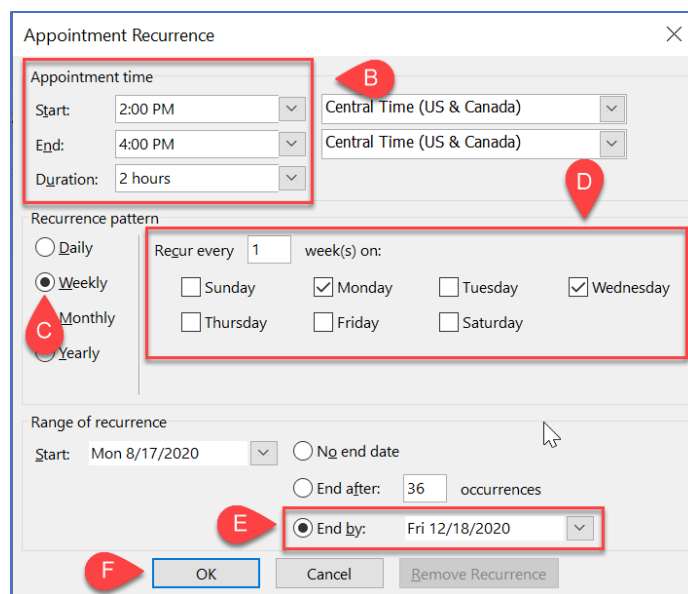 Appointment Recurrence
Appointment time
B
Start: 2:00 PM Central Time (US & Canada)
End: 4:00 PM Central Time (US & Canada)
Duration: 2 hours
D
Recurrence pattern
Daily
Recur every 1 week(s) on:
Weekly
Sunday Monday Tuesday Wednesday
C
Monthly
Thursday Friday Saturday
Yearly
Range of recurrence
Start: Mon 8/17/2020
No end date
End after: 36 occurrences
E
End by: Fri 12/18/2020
F
OK Cancel Remove Recurrence